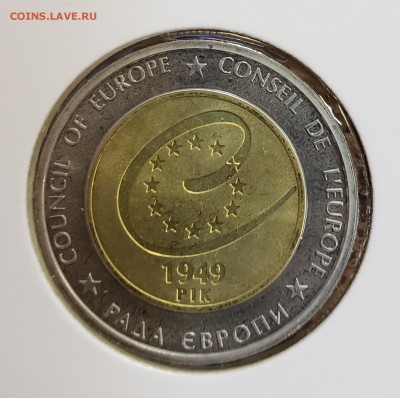 COINS.LAVE.RU
COUNCIL OF EUROPE ★ CONSEIL DE L'EUROPE ★ РАДА ЄВРОПИ ★
1949
РІК